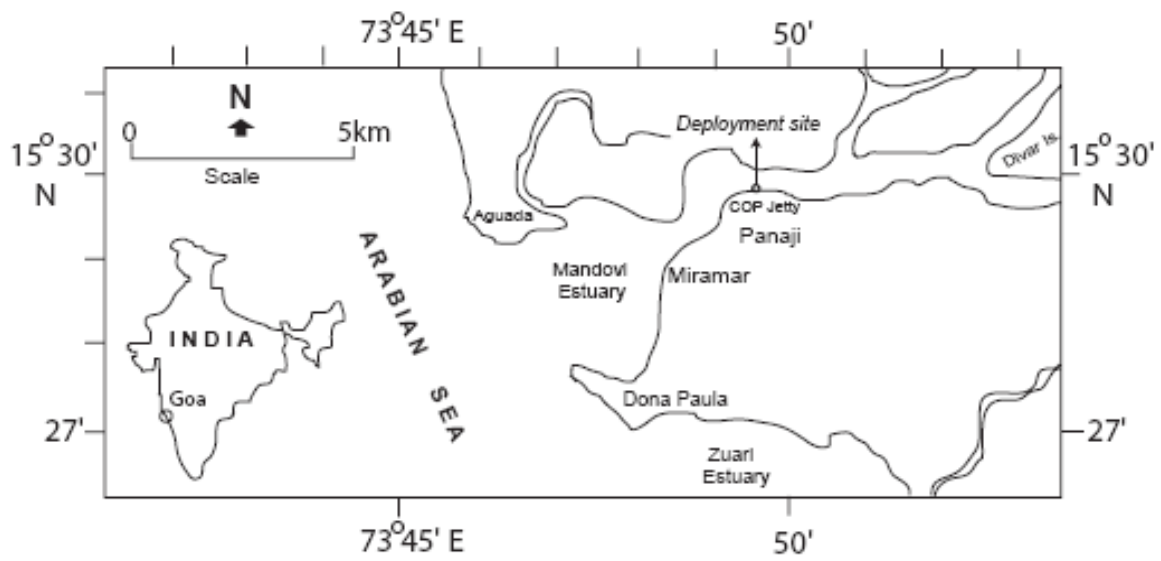 73°45' E
50'
N
0
5km
Scale
Deployment site
Divar Is.
15°30'
N
15°30'
N
COP Jetty
Aguada
Panaji
ARABIAN SEA
Mandovi
Estuary
Miramar
INDIA
Goa
Dona Paula
27'
27'
Zuari
Estuary
73°45' E
50'